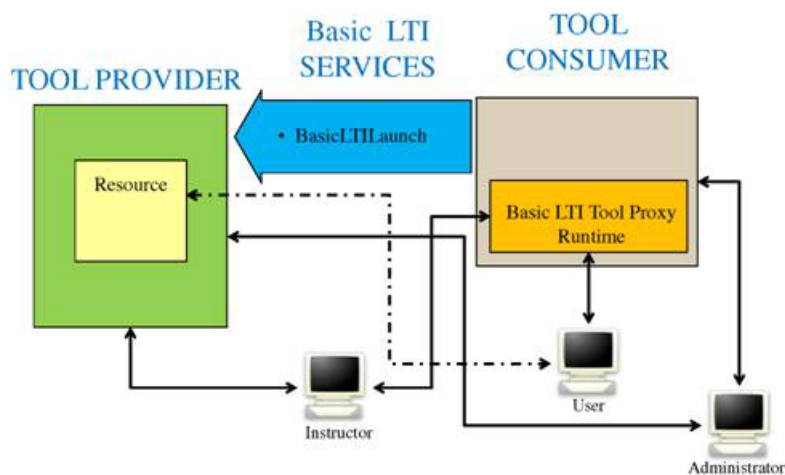 Basic LTI
SERVICES
TOOL
CONSUMER
TOOL PROVIDER
• BasicLTILaunch
Resource
Basic LTI Tool Proxy
Runtime
User
Instructor
Administrator